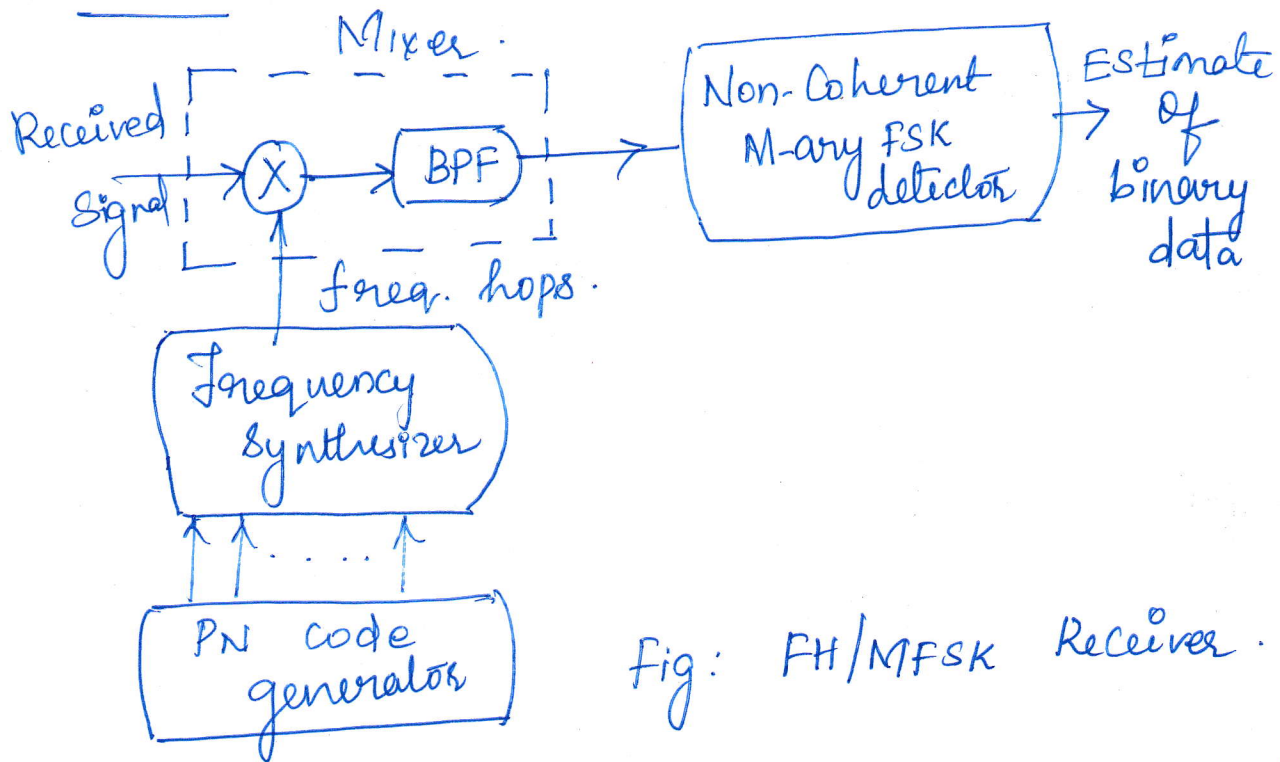 Mixer.
Received
Signal
X
BPF
Non-Coherent
M-ary FSK
detector
Estimate
of
binary
data
freq. hops.
Frequency
Synthesizer
. . . . .
PN code
generator
Fig: FH/MFSK Receiver.